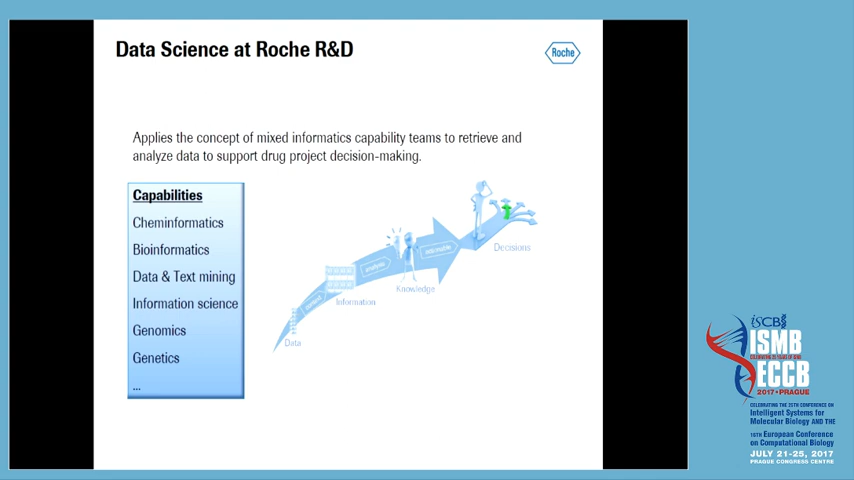 Data Science at Roche R&D
Roche
Applies the concept of mixed informatics capability teams to retrieve and
analyze data to support drug project decision-making.
Capabilities
Cheminformatics
Bioinformatics
Data & Text mining
Information science
Genomics
Genetics
...
Data
Information
Knowledge
Decisions
iSCB
ISMB
ECCB
2017 • PRAGUE
CELEBRATING THE 25TH CONFERENCE ON
Intelligent Systems for
Molecular Biology AND THE
16TH European Conference
on Computational Biology
JULY 21-25, 2017
PRAGUE CONGRESS CENTRE